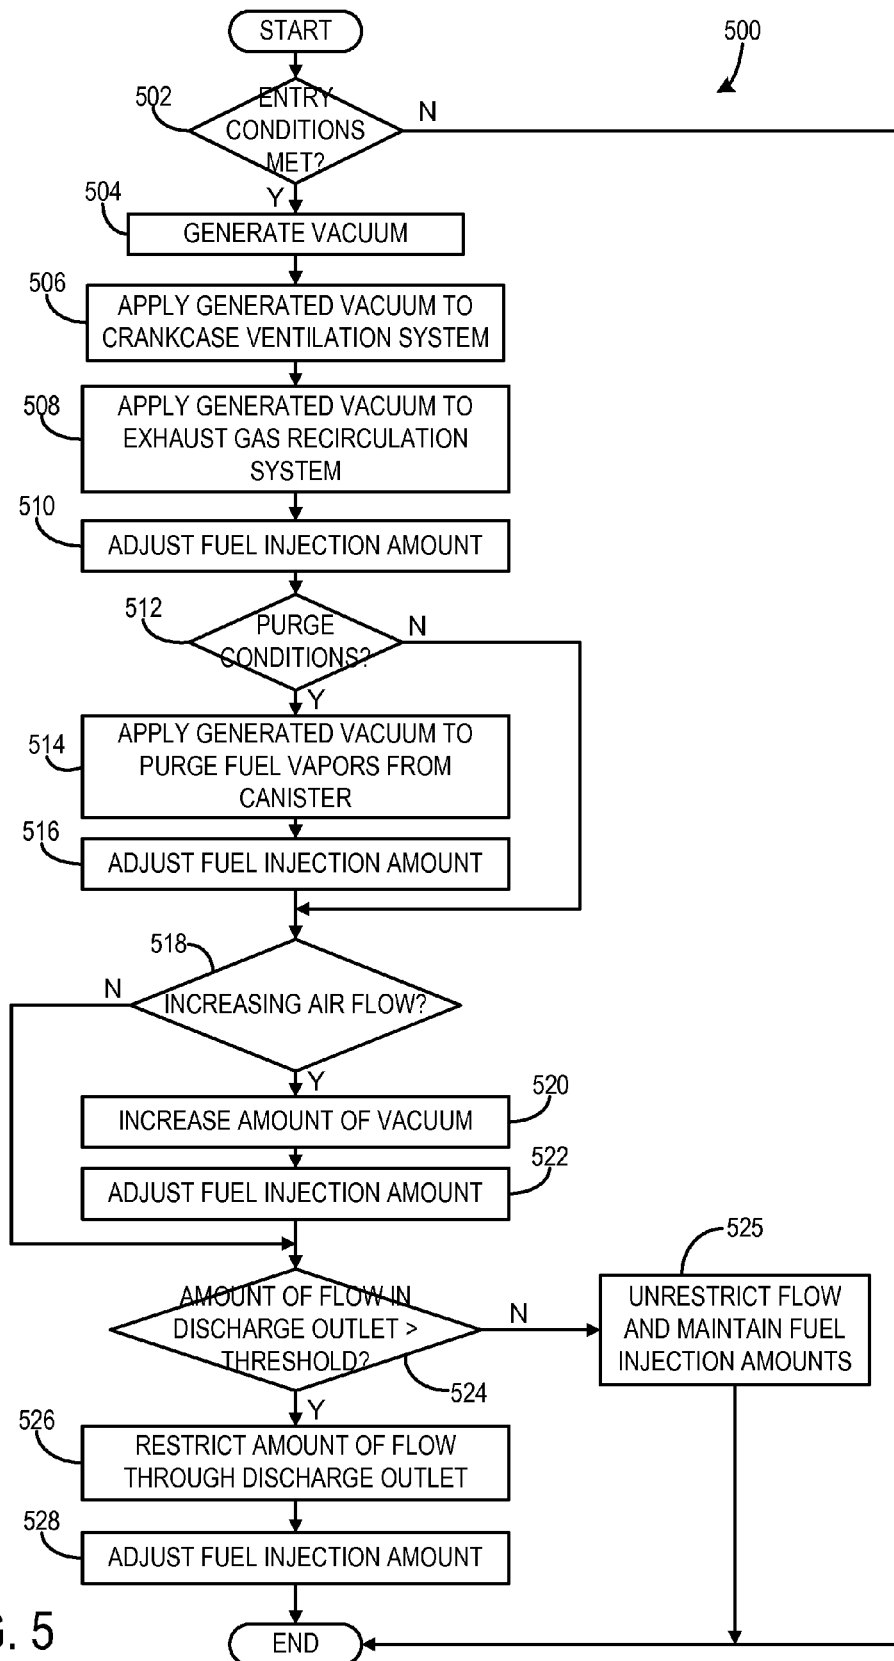 START
500
502
ENTRY
CONDITIONS
MET?
N
Y
504
GENERATE VACUUM
506
APPLY GENERATED VACUUM TO
CRANKCASE VENTILATION SYSTEM
508
APPLY GENERATED VACUUM TO
EXHAUST GAS RECIRCULATION
SYSTEM
510
ADJUST FUEL INJECTION AMOUNT
512
PURGE
CONDITIONS?
N
Y
514
APPLY GENERATED VACUUM TO
PURGE FUEL VAPORS FROM
CANISTER
516
ADJUST FUEL INJECTION AMOUNT
518
INCREASING AIR FLOW?
N
Y
520
INCREASE AMOUNT OF VACUUM
522
ADJUST FUEL INJECTION AMOUNT
AMOUNT OF FLOW IN
DISCHARGE OUTLET >
THRESHOLD?
524
N
525
UNRESTRICT FLOW
AND MAINTAIN FUEL
INJECTION AMOUNTS
Y
526
RESTRICT AMOUNT OF FLOW
THROUGH DISCHARGE OUTLET
528
ADJUST FUEL INJECTION AMOUNT
END
G. 5